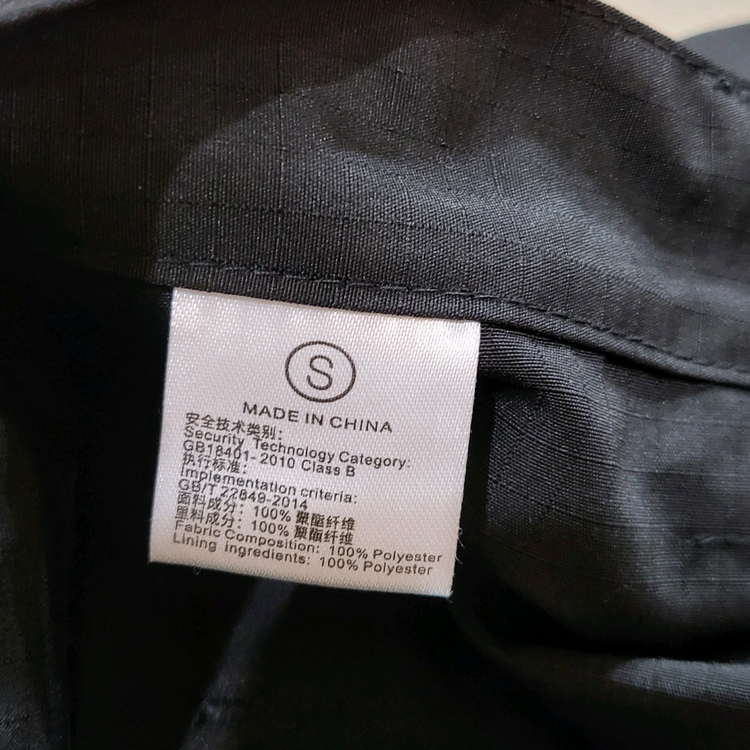 S
MADE IN CHINA
安全技术类别:
Security Technology Category:
GB18401-2010 Class B
执行标准:
Implementation criteria:
GB/T 22849-2014
面料成分: 100% 聚酯纤维
里料成分: 100% 聚酯纤维
Fabric Composition: 100% Polyester
Lining Ingredients: 100% Polyester